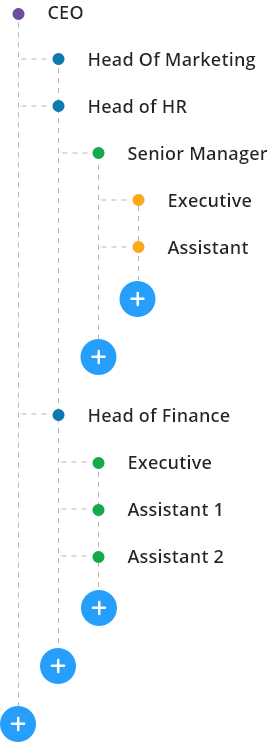 CEO
Head Of Marketing
Head of HR
Senior Manager
Executive
Assistant
Head of Finance
Executive
Assistant 1
Assistant 2